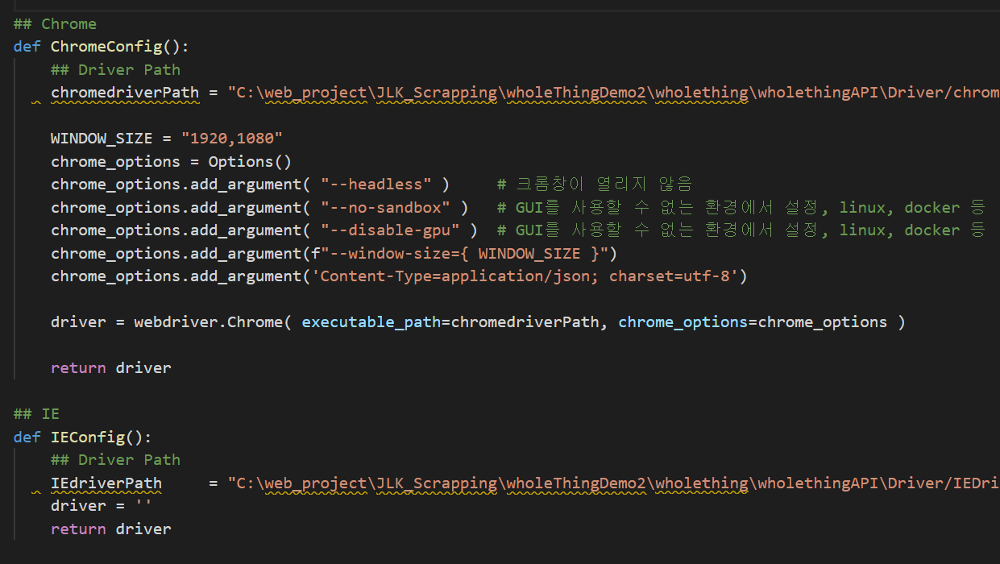 ## Chrome
def ChromeConfig():
## Driver Path
chromedriverPath = "C:\web_project\JLK_Scrapping\wholeThingDemo2\wholething\wholethingAPI\Driver/chrom
WINDOW_SIZE = "1920,1080"
chrome_options = Options()
chrome_options.add_argument( "--headless" )     # 크롬창이 열리지 않음
chrome_options.add_argument( "--no-sandbox" )   # GUI를 사용할 수 없는 환경에서 설정, linux, docker 등
chrome_options.add_argument( "--disable-gpu" )  # GUI를 사용할 수 없는 환경에서 설정, linux, docker 등
chrome_options.add_argument(f"--window-size={ WINDOW_SIZE }")
chrome_options.add_argument('Content-Type=application/json; charset=utf-8')
driver = webdriver.Chrome( executable_path=chromedriverPath, chrome_options=chrome_options )
return driver
## IE
def IEConfig():
## Driver Path
IEdriverPath     = "C:\web_project\JLK_Scrapping\wholeThingDemo2\wholething\wholethingAPI\Driver/IEDri
driver = ''
return driver